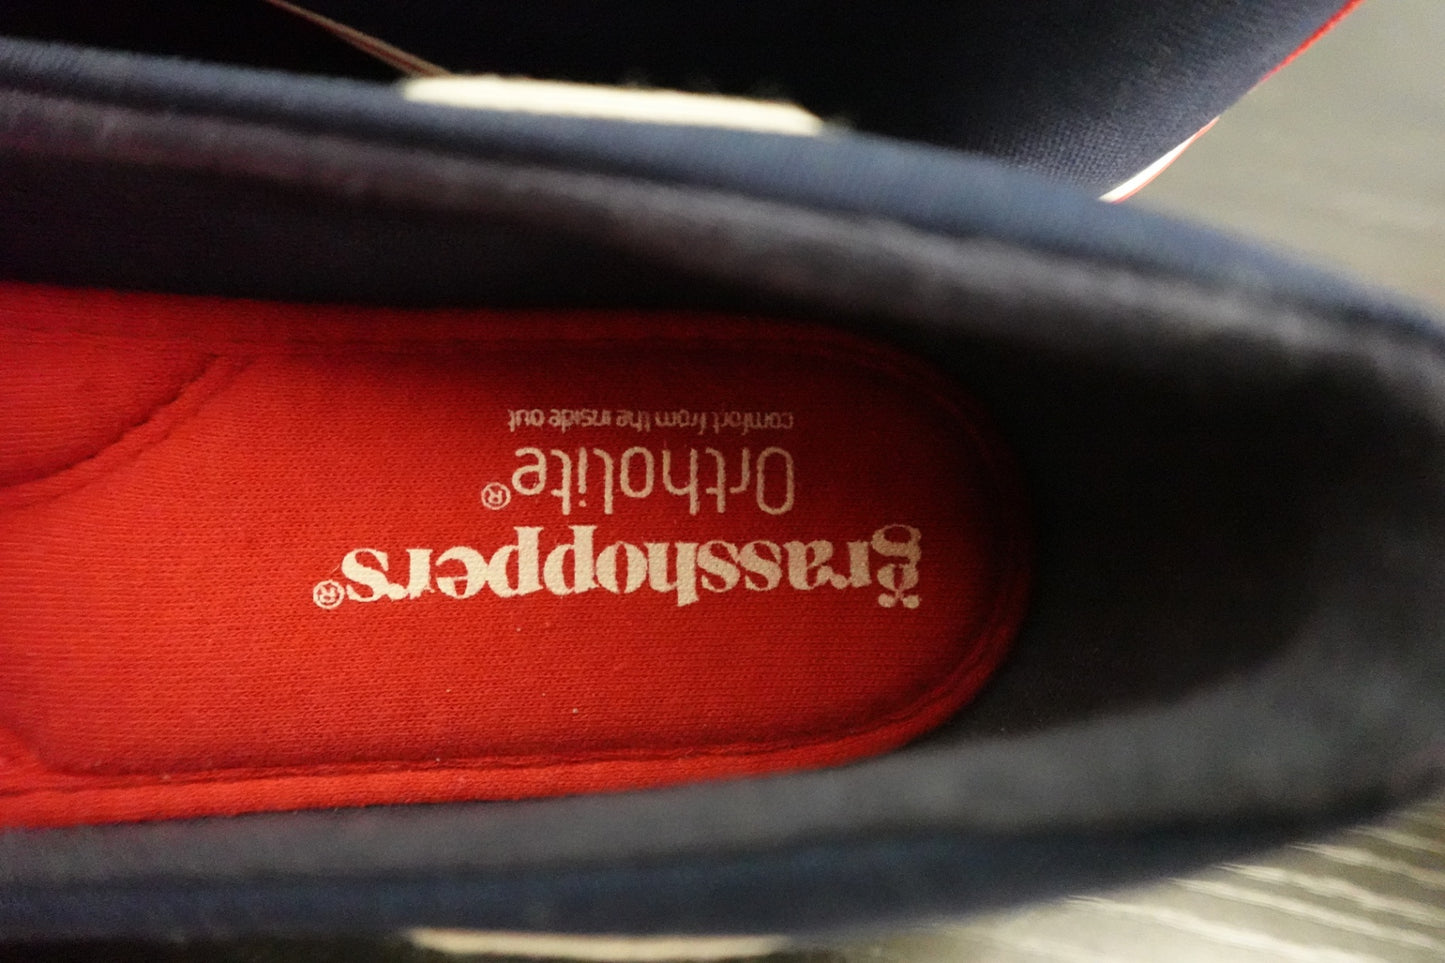 grasshoppers®
Ortholite®
comfort from the inside out